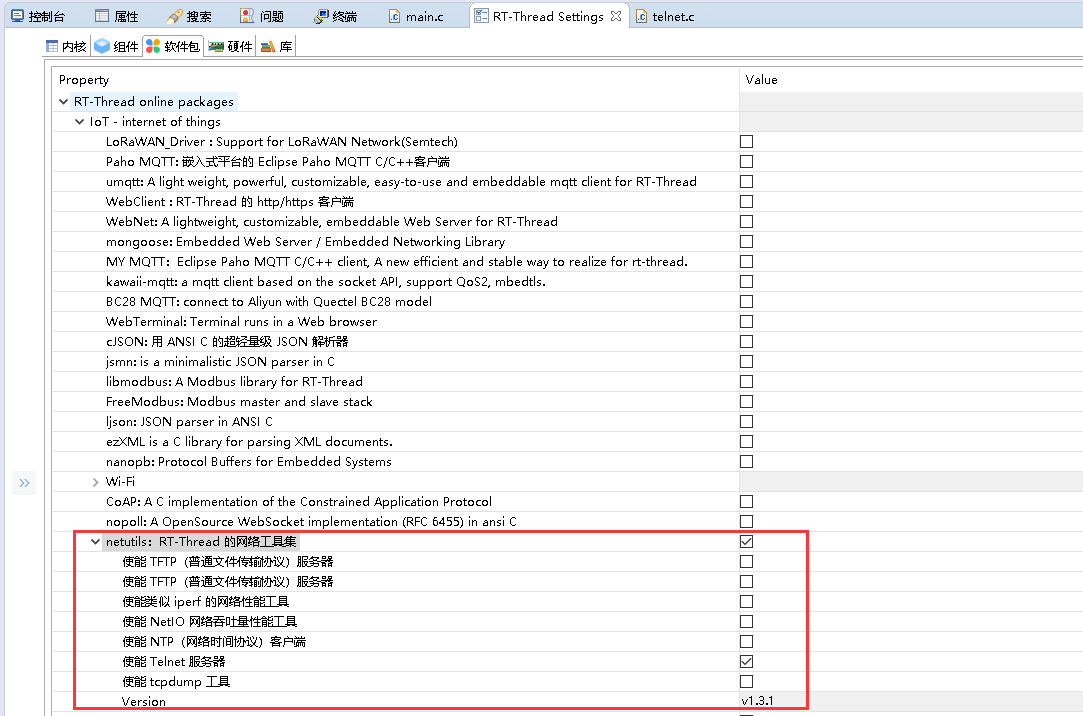 控制台 属性 搜索 问题 终端 main.c RT-Thread Settings telnet.c
内核 组件 软件包 硬件 库
Property Value
RT-Thread online packages
IoT - internet of things
LoRaWAN_Driver : Support for LoRaWAN Network(Semtech)
Paho MQTT: 嵌入式平台的 Eclipse Paho MQTT C/C++客户端
umqtt: A light weight, powerful, customizable, easy-to-use and embeddable mqtt client for RT-Thread
WebClient : RT-Thread 的 http/https 客户端
WebNet: A lightweight, customizable, embeddable Web Server for RT-Thread
mongoose: Embedded Web Server / Embedded Networking Library
MY MQTT：Eclipse Paho MQTT C/C++ client, A new efficient and stable way to realize for rt-thread.
kawaii-mqtt: a mqtt client based on the socket API, support QoS2, mbedtls.
BC28 MQTT: connect to Aliyun with Quectel BC28 model
WebTerminal: Terminal runs in a Web browser
cJSON: 用 ANSI C 的超轻量级 JSON 解析器
jsmn: is a minimalistic JSON parser in C
libmodbus: A Modbus library for RT-Thread
FreeModbus: Modbus master and slave stack
ljson: JSON parser in ANSI C
ezXML is a C library for parsing XML documents.
nanopb: Protocol Buffers for Embedded Systems
Wi-Fi
CoAP: A C implementation of the Constrained Application Protocol
nopoll: A OpenSource WebSocket implementation (RFC 6455) in ansi C
netutils：RT-Thread 的网络工具集
使能 TFTP（普通文件传输协议）服务器
使能 TFTP（普通文件传输协议）服务器
使能类似 iperf 的网络性能工具
使能 NetIO 网络吞吐量性能工具
使能 NTP（网络时间协议）客户端
使能 Telnet 服务器
使能 tcpdump 工具
Version v1.3.1